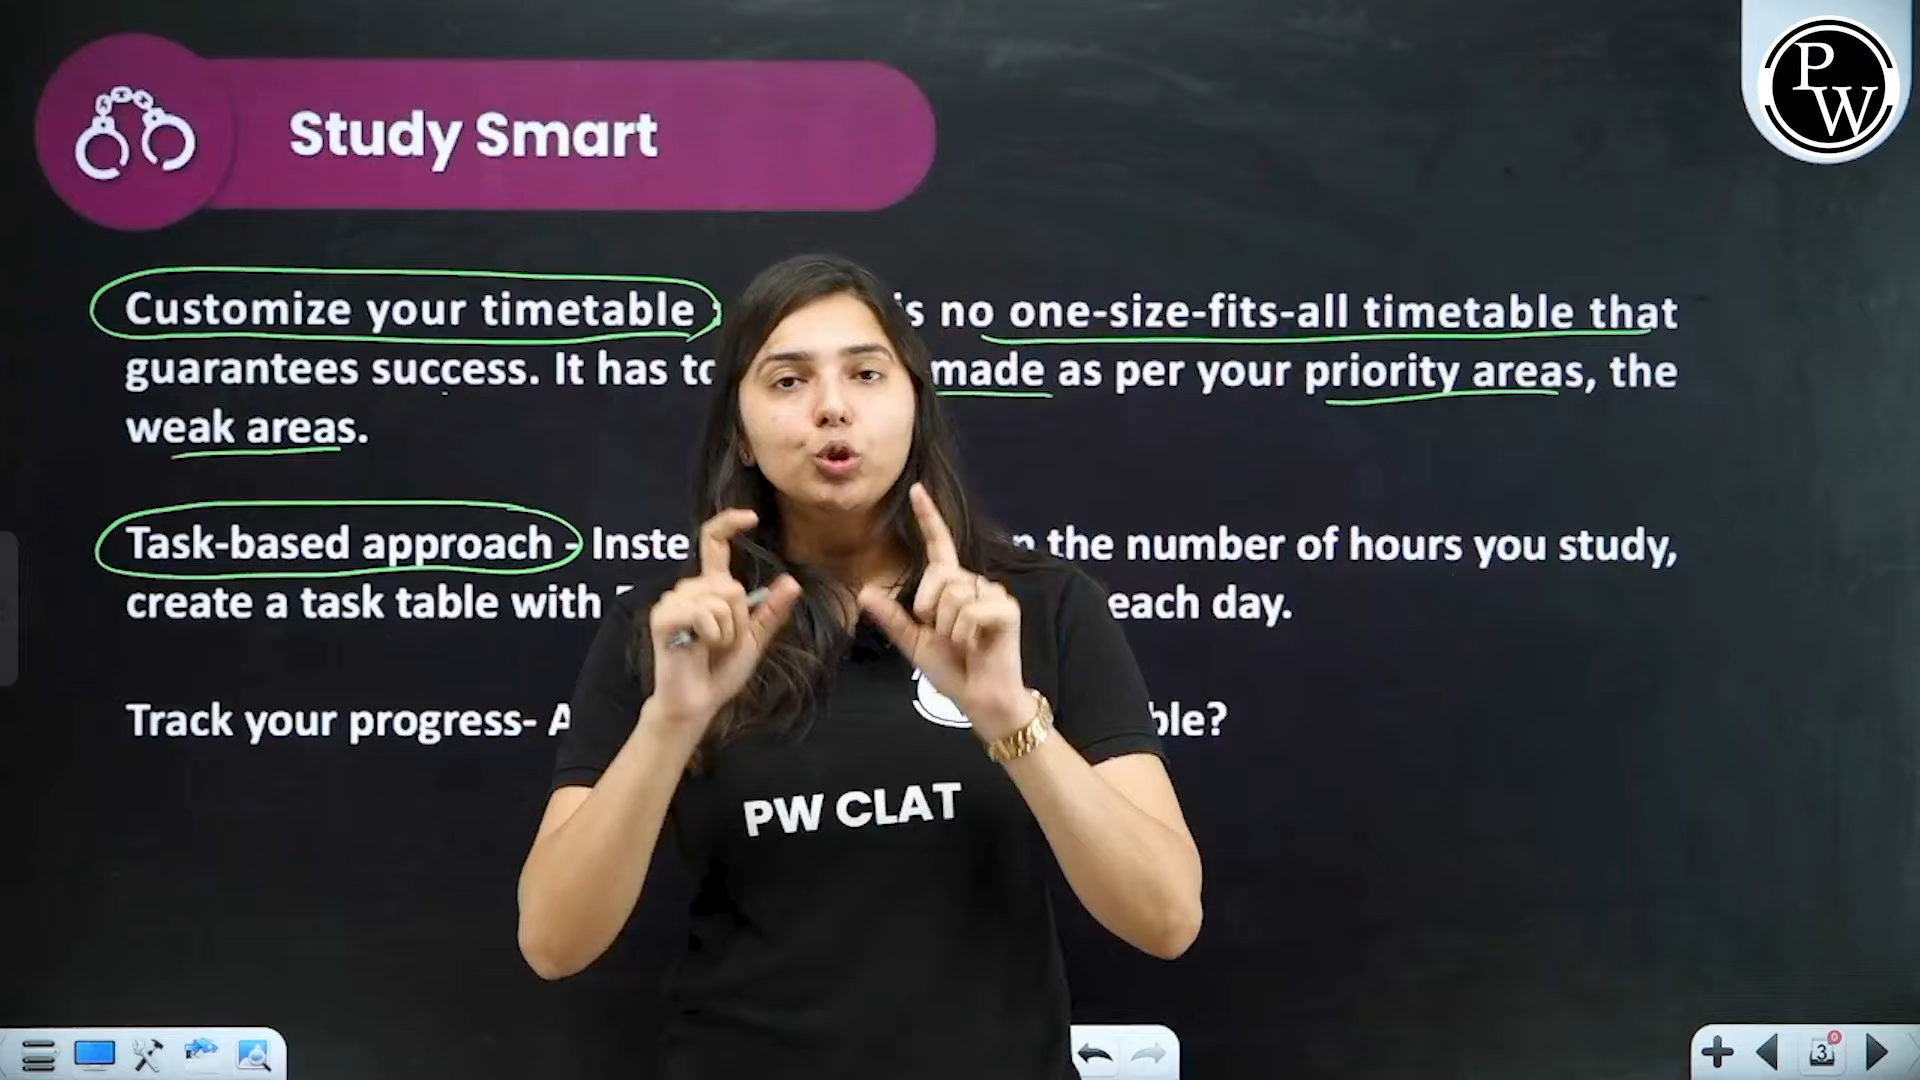 PW
Study Smart
Customize your timetable is no one-size-fits-all timetable that
guarantees success. It has to made as per your priority areas, the
weak areas.
Task-based approach - the number of hours you study,
create a task table with each day.
Track your progress-
PW CLAT
3